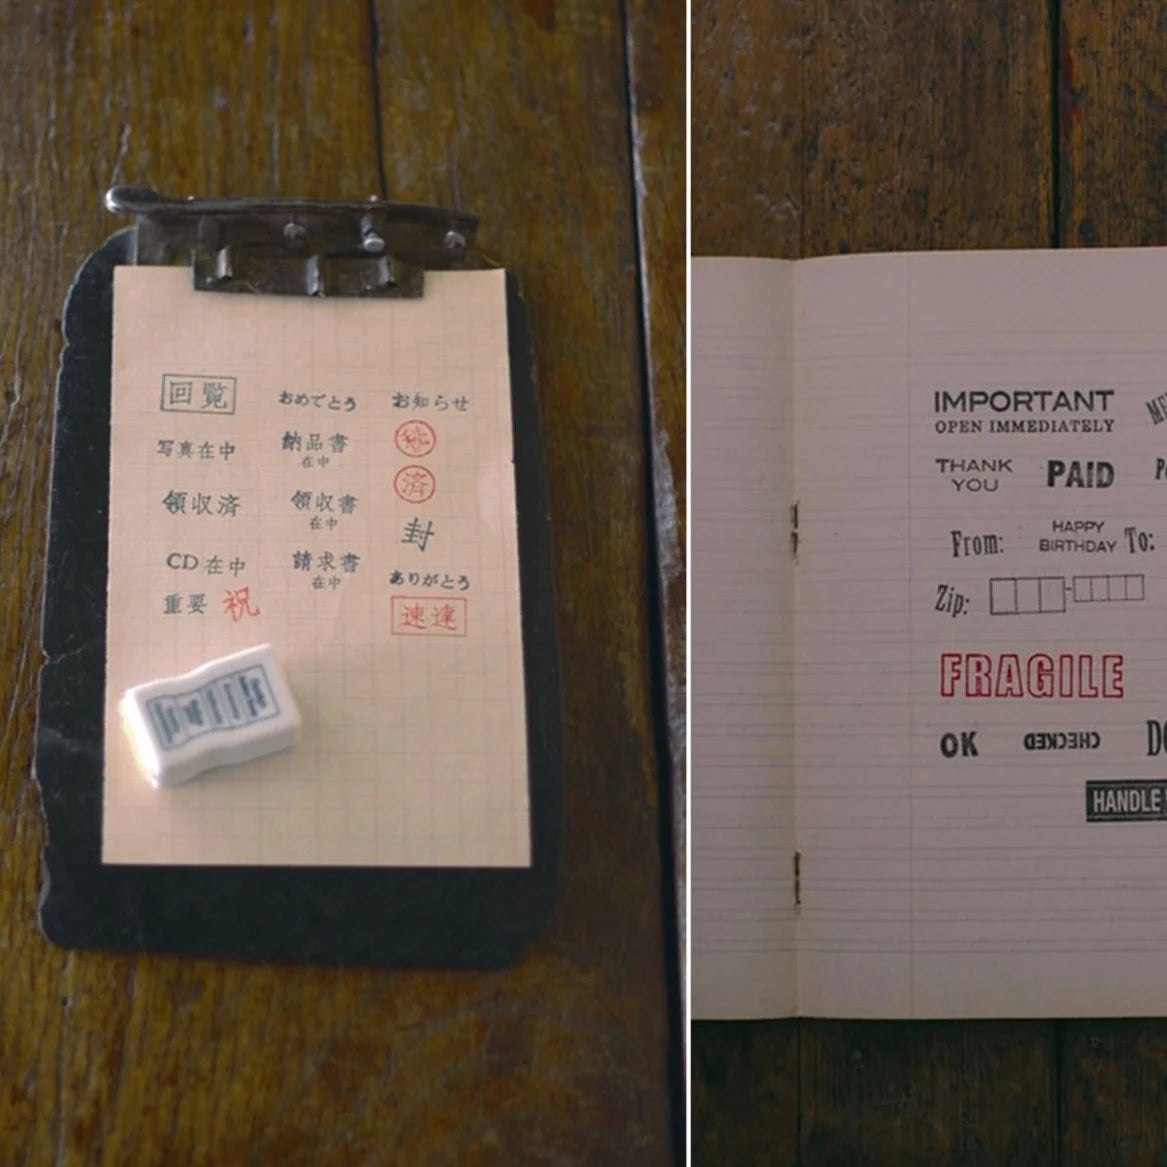 回覧
おめでとう
お知らせ
写真在中
納品書
在中
秘
領収済
領収書
在中
済
封
CD在中
請求書
在中
ありがとう
重要
祝
速達
IMPORTANT
OPEN IMMEDIATELY
THANK
YOU
PAID
From:
HAPPY
BIRTHDAY
To:
Zip:
FRAGILE
OK
CHECKED
HANDLE